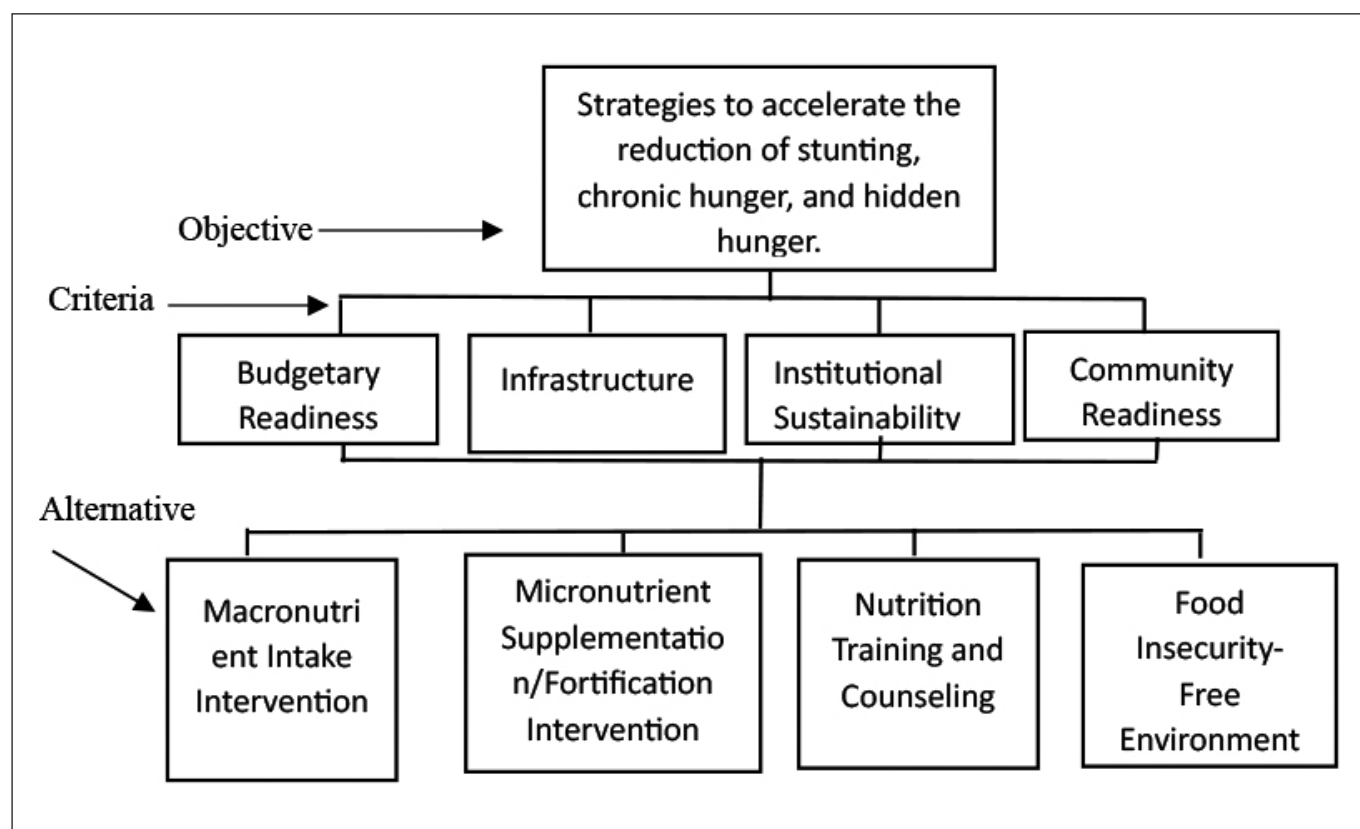 Strategies to accelerate the
reduction of stunting,
chronic hunger, and hidden
hunger.
Objective
Criteria
Budgetary
Readiness
Infrastructure
Institutional
Sustainability
Community
Readiness
Alternative
Macronutri
ent Intake
Intervention
Micronutrient
Supplementatio
n/Fortification
Intervention
Nutrition
Training and
Counseling
Food
Insecurity-
Free
Environment